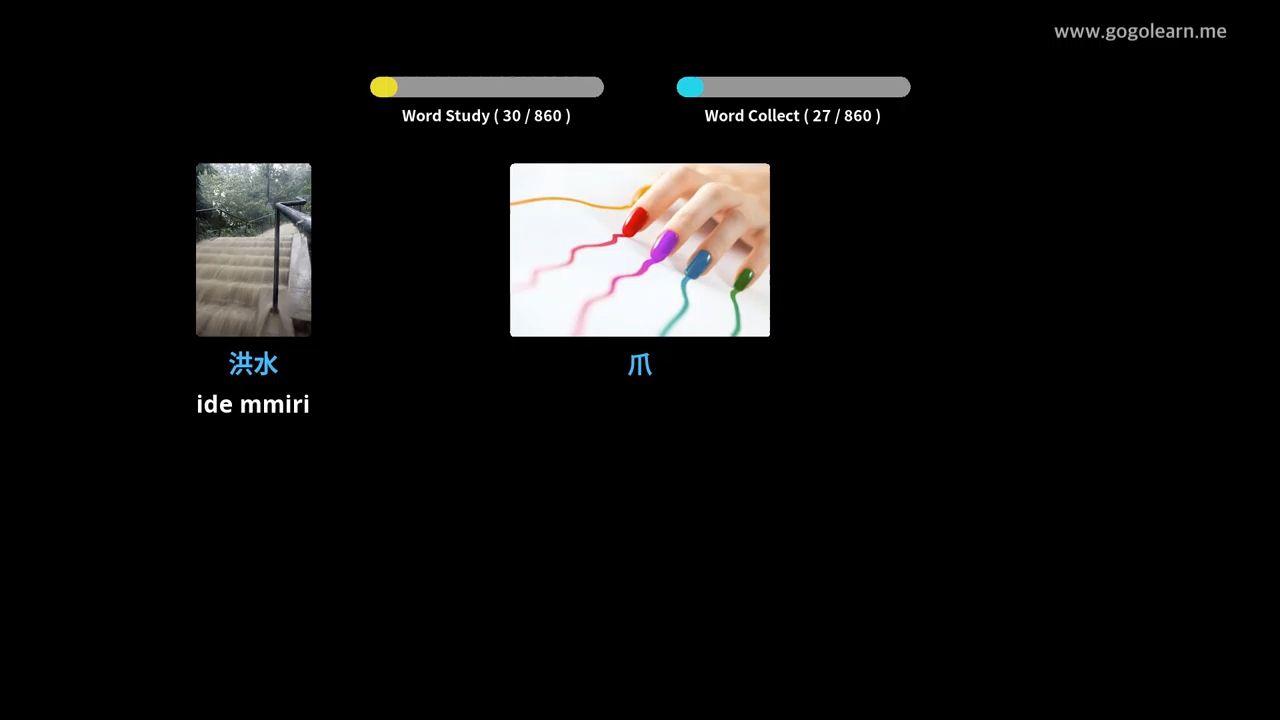 www.gogolearn.me
Word Study ( 30 / 860 )
Word Collect ( 27 / 860 )
洪水
爪
ide mmiri